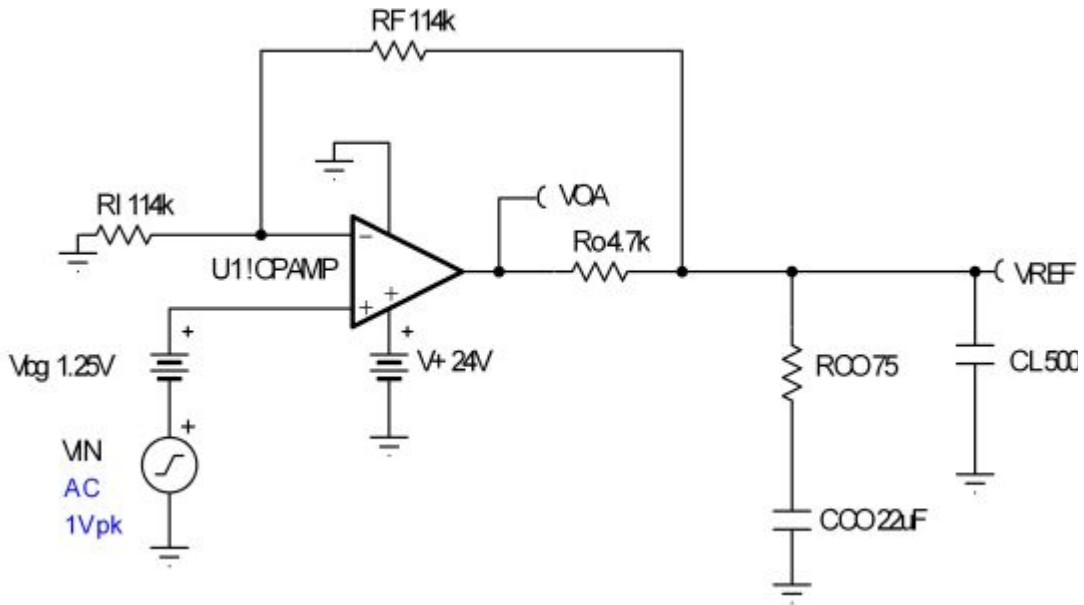 RF 114k
RI 114k
VOA
Ro 4.7k
U1 !OPAMP
VREF
Vbg 1.25V
V+ 24V
RCO 75
CL 500
VIN
AC
1Vpk
CCO 22uF